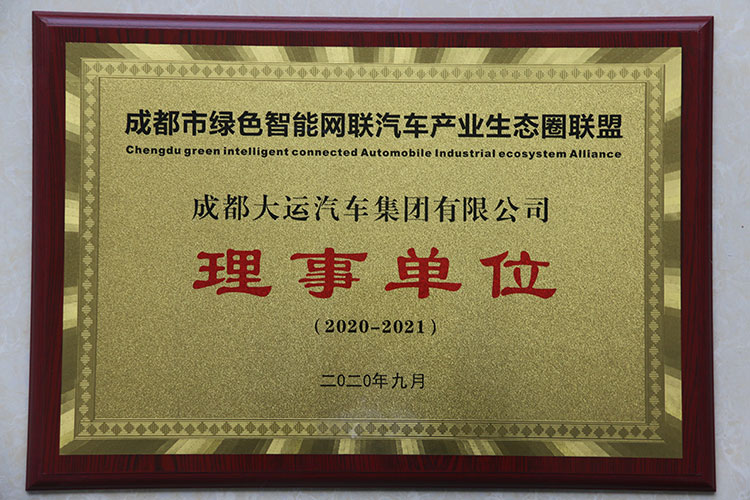 成都市绿色智能网联汽车产业生态圈联盟
Chengdu green intelligent connected Automobile Industrial ecosystem Alliance
成都大运汽车集团有限公司
理事单位
(2020-2021)
二〇二〇年九月